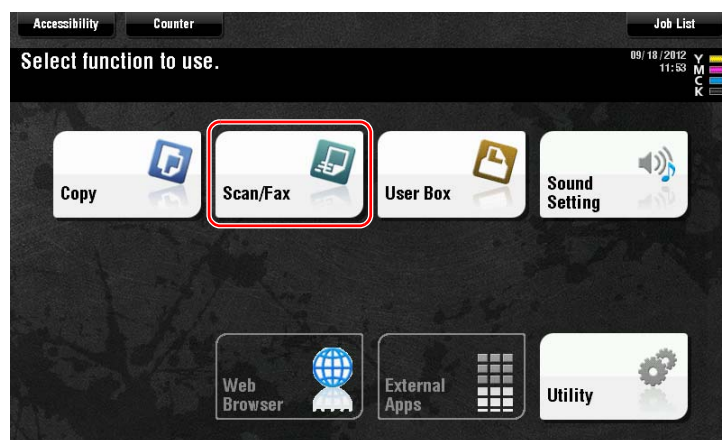 Accessibility
Counter
Job List
Select function to use.
09/18/2012
11:53
Y
M
C
K
Copy
Scan/Fax
User Box
Sound
Setting
Web
Browser
External
Apps
Utility